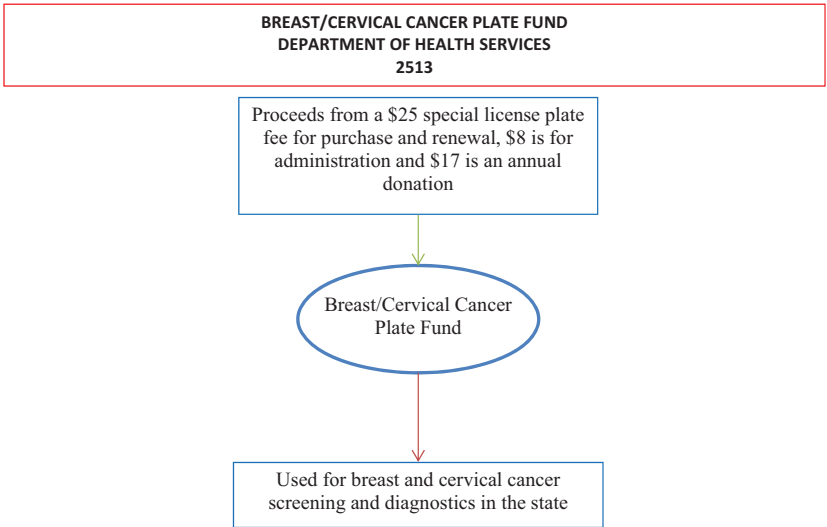 BREAST/CERVICAL CANCER PLATE FUND
DEPARTMENT OF HEALTH SERVICES
2513
Proceeds from a $25 special license plate
fee for purchase and renewal, $8 is for
administration and $17 is an annual
donation
Breast/Cervical Cancer
Plate Fund
Used for breast and cervical cancer
screening and diagnostics in the state